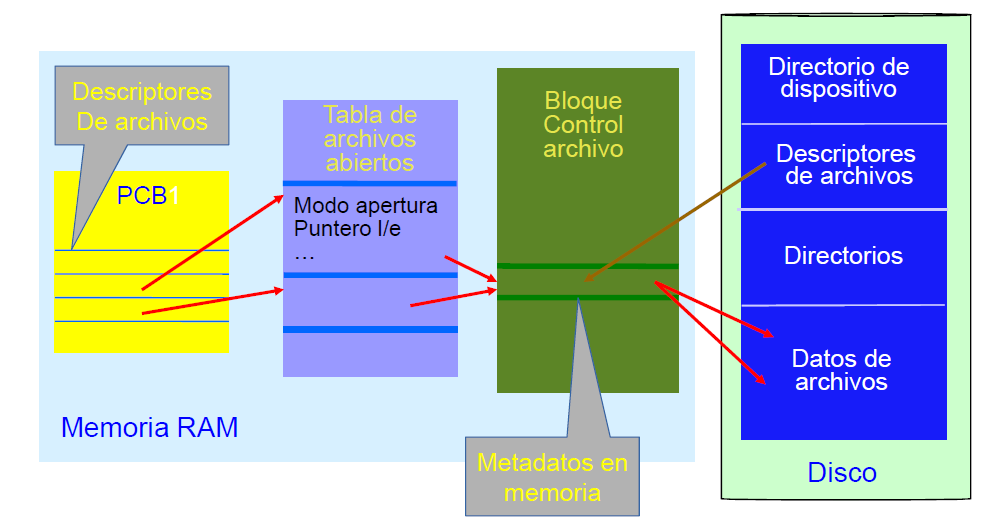 Descriptores
De archivos
PCB1
Tabla de
archivos
abiertos
Modo apertura
Puntero l/e
...
Bloque
Control
archivo
Metadatos en
memoria
Memoria RAM
Directorio de
dispositivo
Descriptores
de archivos
Directorios
Datos de
archivos
Disco